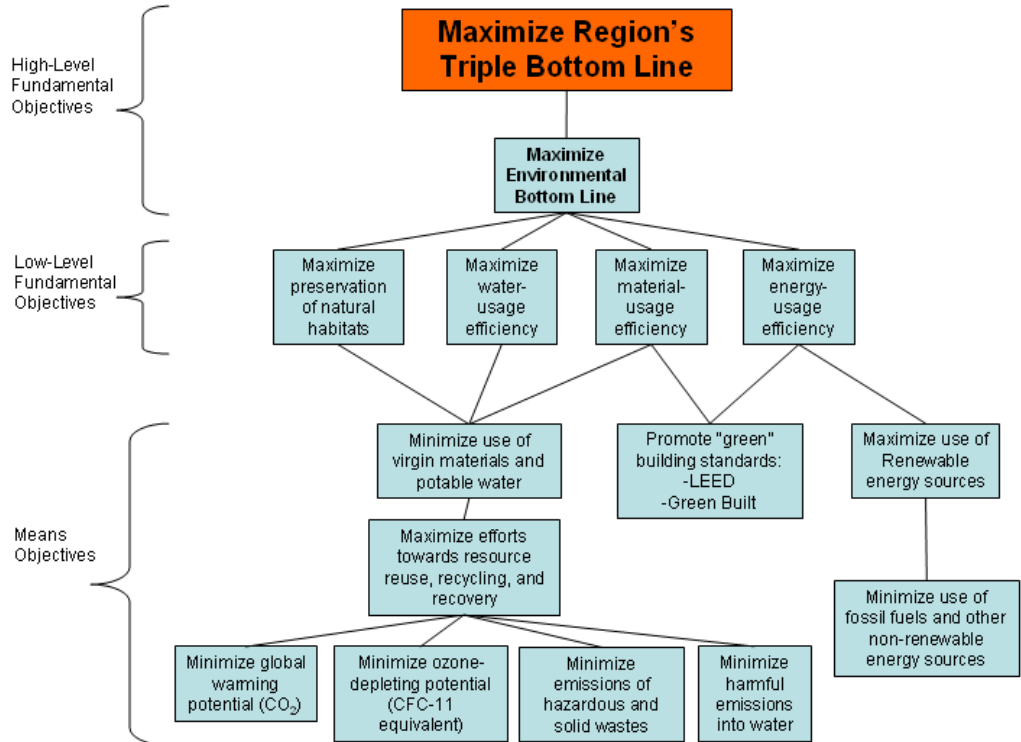 Maximize Region's
Triple Bottom Line
High-Level
Fundamental
Objectives
Maximize
Environmental
Bottom Line
Low-Level
Fundamental
Objectives
Maximize
preservation
of natural
habitats
Maximize
water-
usage
efficiency
Maximize
material-
usage
efficiency
Maximize
energy-
usage
efficiency
Means
Objectives
Minimize use of
virgin materials and
potable water
Promote "green"
building standards:
-LEED
-Green Built
Maximize use of
Renewable
energy sources
Maximize efforts
towards resource
reuse, recycling, and
recovery
Minimize use of
fossil fuels and other
non-renewable
energy sources
Minimize global
warming
potential (CO₂)
Minimize ozone-
depleting potential
(CFC-11
equivalent)
Minimize
emissions of
hazardous and
solid wastes
Minimize
harmful
emissions
into water